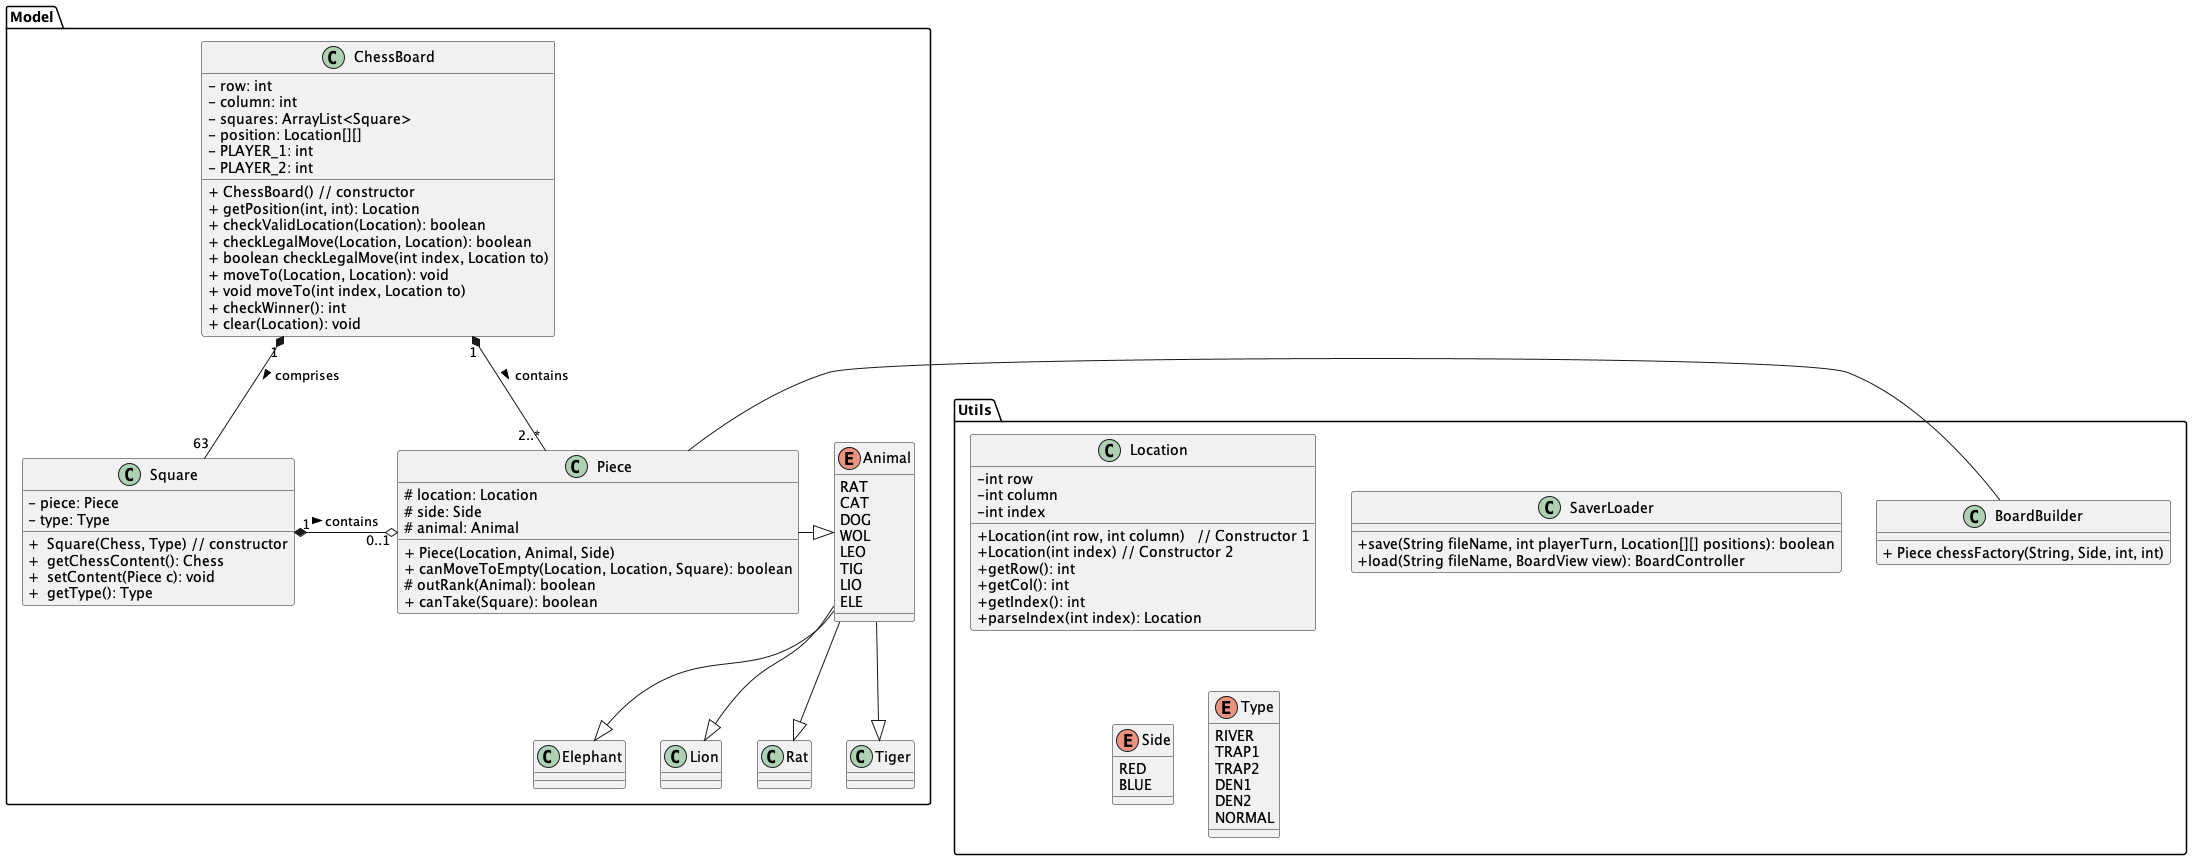 Model
C ChessBoard
– row: int
– column: int
– squares: ArrayList<Square>
– position: Location[][]
– PLAYER_1: int
– PLAYER_2: int
+ ChessBoard() // constructor
+ getPosition(int, int): Location
+ checkValidLocation(Location): boolean
+ checkLegalMove(Location, Location): boolean
+ boolean checkLegalMove(int index, Location to)
+ moveTo(Location, Location): void
+ void moveTo(int index, Location to)
+ checkWinner(): int
+ clear(Location): void
1
1
comprises
contains
63
2..*
C Square
– piece: Piece
– type: Type
+  Square(Chess, Type) // constructor
+  getChessContent(): Chess
+  setContent(Piece c): void
+  getType(): Type
1
contains
0..1
C Piece
# location: Location
# side: Side
# animal: Animal
+ Piece(Location, Animal, Side)
+ canMoveToEmpty(Location, Location, Square): boolean
# outRank(Animal): boolean
+ canTake(Square): boolean
E Animal
RAT
CAT
DOG
WOL
LEO
TIG
LIO
ELE
C Elephant
C Lion
C Rat
C Tiger
Utils
C Location
–int row
–int column
–int index
+Location(int row, int column)   // Constructor 1
+Location(int index) // Constructor 2
+getRow(): int
+getCol(): int
+getIndex(): int
+parseIndex(int index): Location
C SaverLoader
+save(String fileName, int playerTurn, Location[][] positions): boolean
+load(String fileName, BoardView view): BoardController
C BoardBuilder
+ Piece chessFactory(String, Side, int, int)
E Side
RED
BLUE
E Type
RIVER
TRAP1
TRAP2
DEN1
DEN2
NORMAL